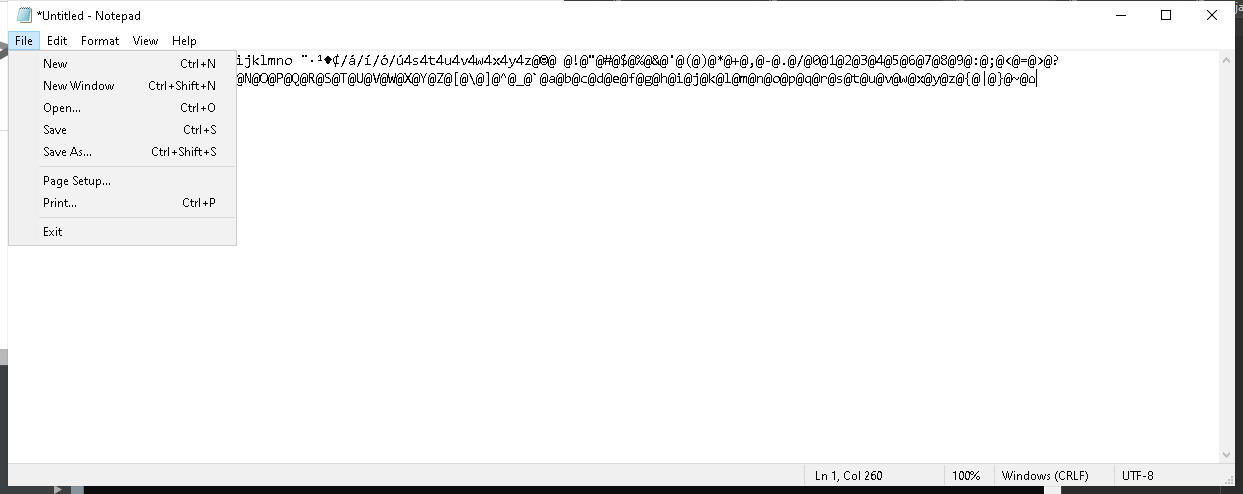 *Untitled - Notepad
File Edit Format View Help
ijklmno ¨·¹♦₵/á/í/ó/ú4s4t4u4v4w4x4y4z@©@ @!@"@#@$@%@&@'@(@)@*@+@,@-@.@/@0@1@2@3@4@5@6@7@8@9@:@;@<@=@>@?
@N@O@P@Q@R@S@T@U@V@W@X@Y@Z@[@\@]@^@_@`@a@b@c@d@e@f@g@h@i@j@k@l@m@n@o@p@q@r@s@t@u@v@w@x@y@z@{@|@}@~@⌂
New Ctrl+N
New Window Ctrl+Shift+N
Open... Ctrl+O
Save Ctrl+S
Save As... Ctrl+Shift+S
Page Setup...
Print... Ctrl+P
Exit
Ln 1, Col 260 100% Windows (CRLF) UTF-8